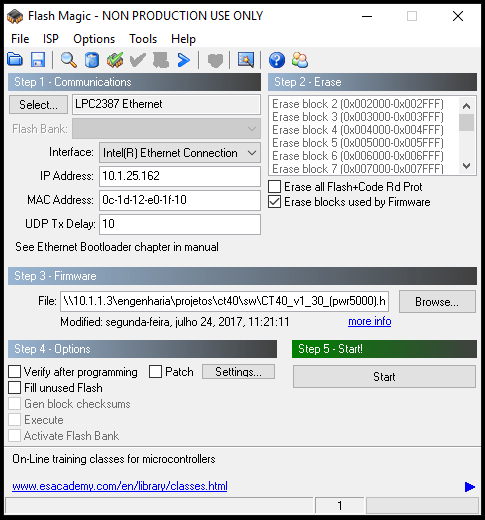 Flash Magic - NON PRODUCTION USE ONLY
File ISP Options Tools Help
Step 1 - Communications
Select... LPC2387 Ethernet
Flash Bank:
Interface: Intel(R) Ethernet Connection
IP Address: 10.1.25.162
MAC Address: 0c-1d-12-e0-1f-10
UDP Tx Delay: 10
See Ethernet Bootloader chapter in manual
Step 2 - Erase
Erase block 2 (0x002000-0x002FFF)
Erase block 3 (0x003000-0x003FFF)
Erase block 4 (0x004000-0x004FFF)
Erase block 5 (0x005000-0x005FFF)
Erase block 6 (0x006000-0x006FFF)
Erase block 7 (0x007000-0x007FFF)
Erase all Flash+Code Rd Prot
Erase blocks used by Firmware
Step 3 - Firmware
File: \\10.1.1.3\engenharia\projetos\ct40\sw\CT40_v1_30_(pwr5000).h Browse...
Modified: segunda-feira, julho 24, 2017, 11:21:11 more info
Step 4 - Options
Verify after programming Patch Settings...
Fill unused Flash
Gen block checksums
Execute
Activate Flash Bank
Step 5 - Start!
Start
On-Line training classes for microcontrollers
www.esacademy.com/en/library/classes.html
1